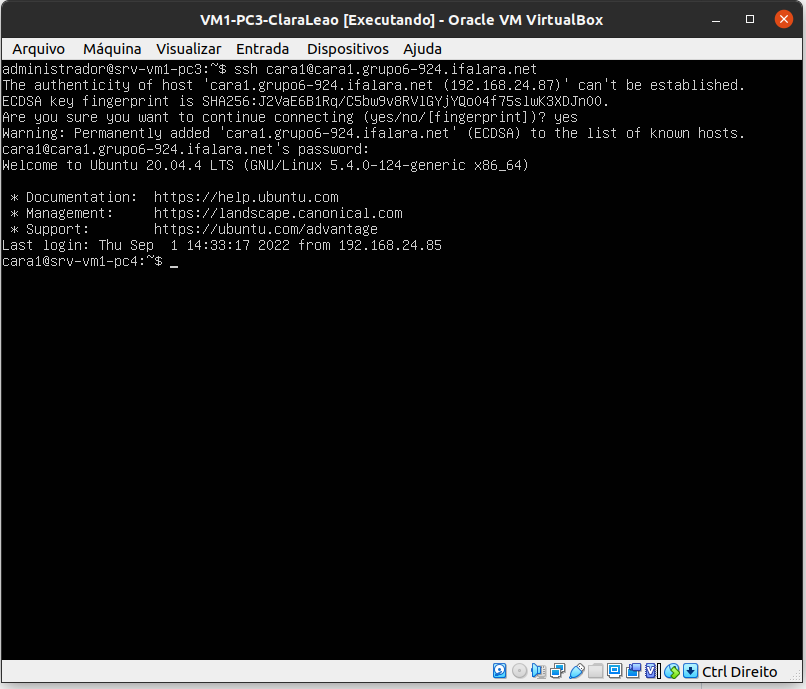 VM1-PC3-ClaraLeao [Executando] - Oracle VM VirtualBox
Arquivo Máquina Visualizar Entrada Dispositivos Ajuda
administrador@srv-vm1-pc3:~$ ssh cara1@cara1.grupo6-924.ifalara.net
The authenticity of host 'cara1.grupo6-924.ifalara.net (192.168.24.87)' can't be established.
ECDSA key fingerprint is SHA256:J2VaE6B1Rq/C5bw9v8RVlGYjYQo04f75slwK3XDJn00.
Are you sure you want to continue connecting (yes/no/[fingerprint])? yes
Warning: Permanently added 'cara1.grupo6-924.ifalara.net' (ECDSA) to the list of known hosts.
cara1@cara1.grupo6-924.ifalara.net's password:
Welcome to Ubuntu 20.04.4 LTS (GNU/Linux 5.4.0-124-generic x86_64)
* Documentation: https://help.ubuntu.com
* Management: https://landscape.canonical.com
* Support: https://ubuntu.com/advantage
Last login: Thu Sep 1 14:33:17 2022 from 192.168.24.85
cara1@srv-vm1-pc4:~$ _
Ctrl Direito